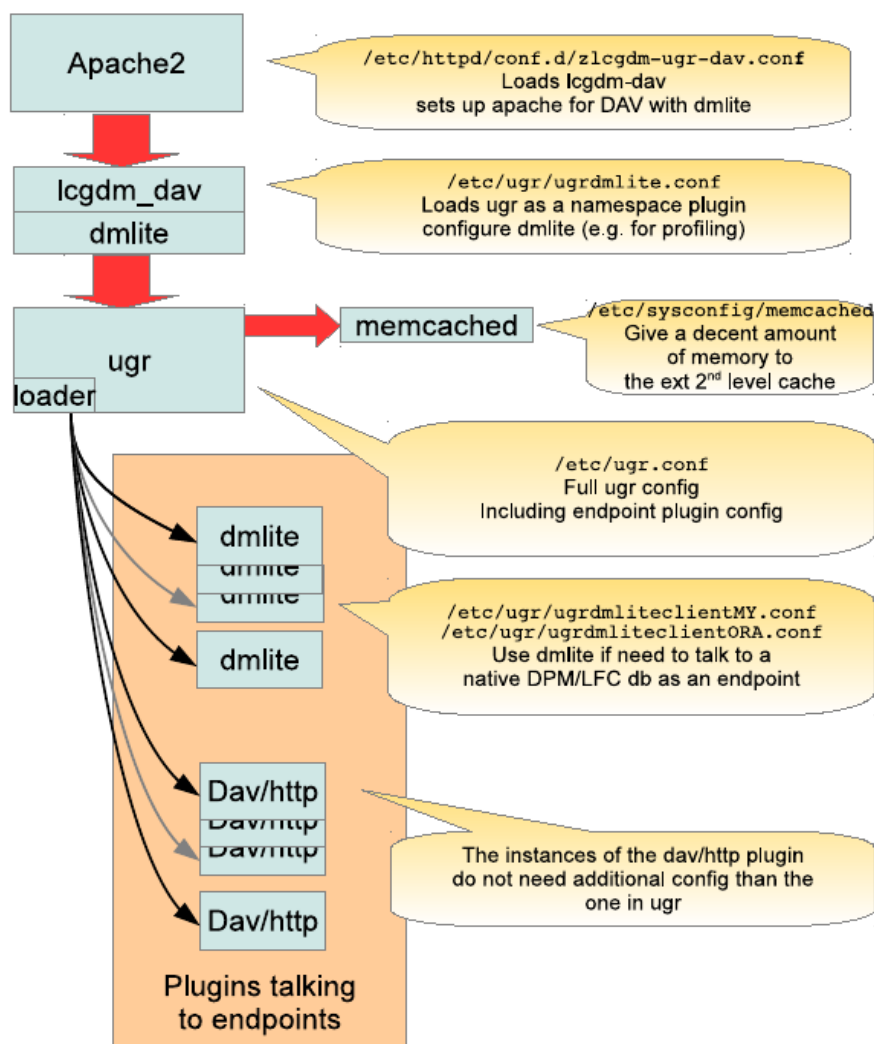 Apache2
/etc/httpd/conf.d/zlcgdm-ugr-dav.conf
Loads lcgdm-dav
sets up apache for DAV with dmlite
lcgdm_dav
dmlite
/etc/ugr/ugrdmlite.conf
Loads ugr as a namespace plugin
configure dmlite (e.g. for profiling)
ugr
loader
memcached
/etc/sysconfig/memcached
Give a decent amount
of memory to
the ext 2nd level cache
/etc/ugr.conf
Full ugr config
Including endpoint plugin config
dmlite
dmlite
dmlite
dmlite
/etc/ugr/ugrdmliteclientMY.conf
/etc/ugr/ugrdmliteclientORA.conf
Use dmlite if need to talk to a
native DPM/LFC db as an endpoint
Dav/http
Dav/http
Dav/http
Dav/http
The instances of the dav/http plugin
do not need additional config than the
one in ugr
Plugins talking
to endpoints